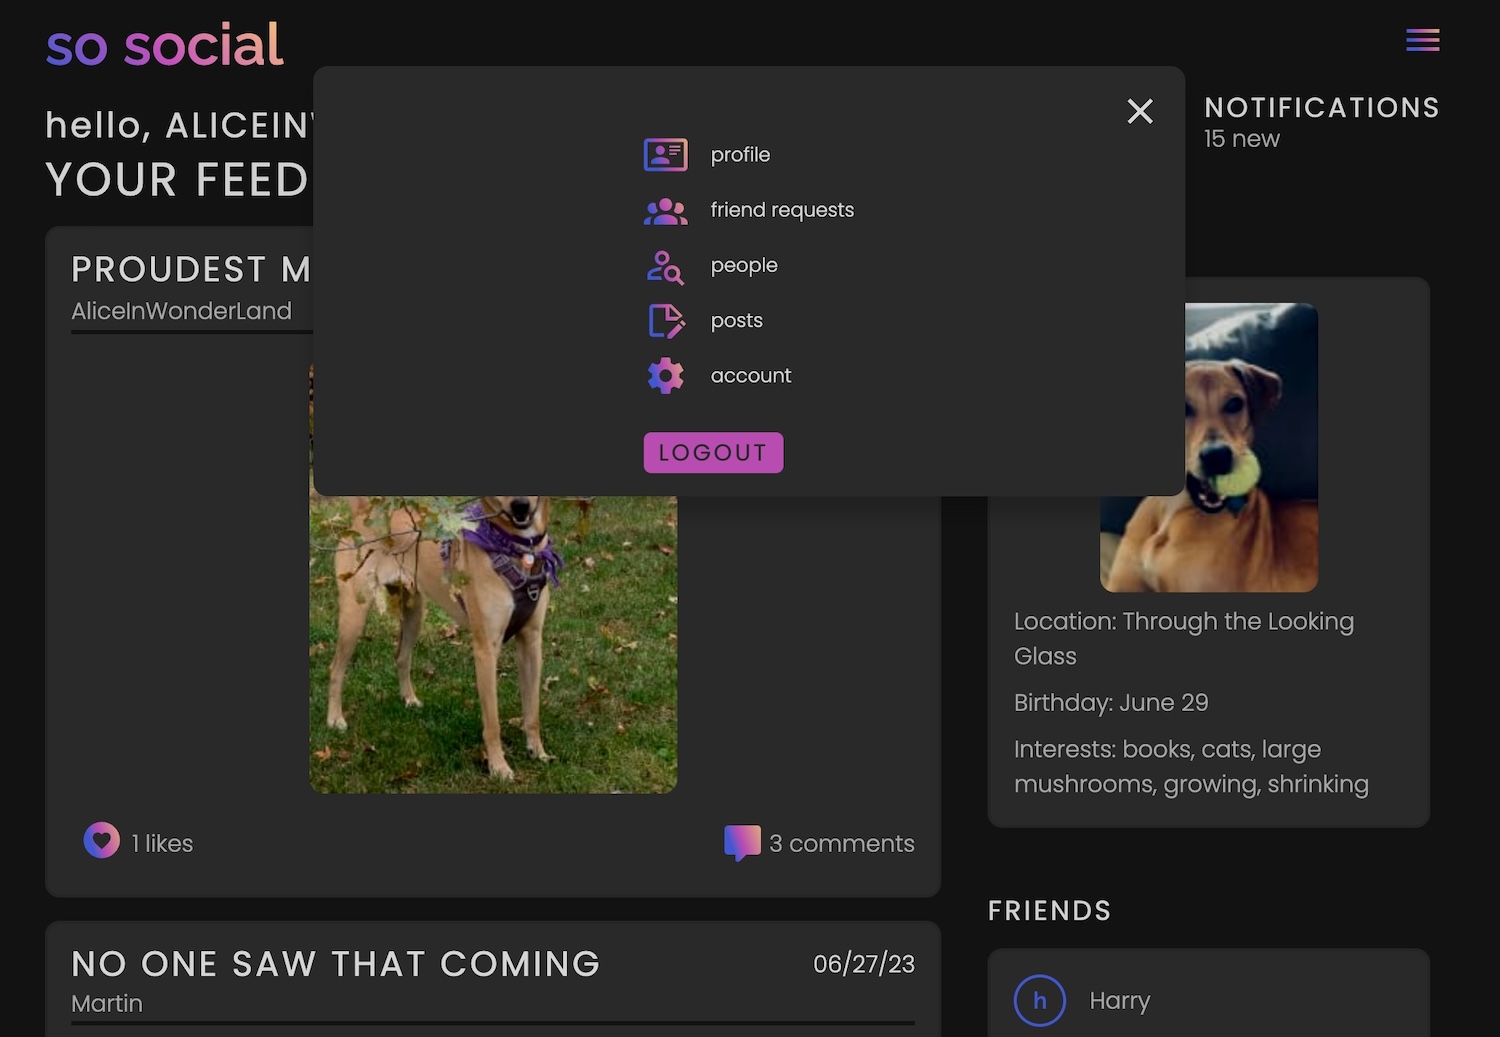 so social
hello, ALICEIN
YOUR FEED
NOTIFICATIONS
15 new
profile
friend requests
people
posts
account
LOGOUT
PROUDEST M
AliceInWonderLand
1 likes
3 comments
Location: Through the Looking
Glass
Birthday: June 29
Interests: books, cats, large
mushrooms, growing, shrinking
NO ONE SAW THAT COMING
06/27/23
Martin
FRIENDS
h
Harry